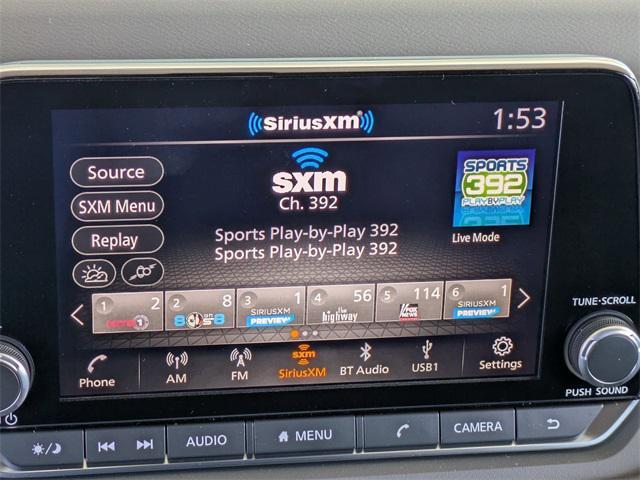 SiriusXM
1:53
Source
SXM Menu
Replay
sxm
Ch. 392
Sports Play-by-Play 392
Sports Play-by-Play 392
SPORTS
392
PLAY BY PLAY
Live Mode
1 2
2 8
80s on 8
3 1
SIRIUSXM
PREVIEW
4 56
the highway
5 114
FOX NEWS
6 1
SIRIUSXM
PREVIEW
Phone
AM
FM
sxm
SiriusXM
BT Audio
USB1
Settings
TUNE·SCROLL
PUSH SOUND
AUDIO
MENU
CAMERA